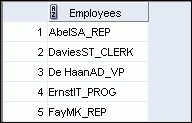 Employees
1 AbelSA_REP
2 DaviesST_CLERK
3 De HaanAD_VP
4 ErnstIT_PROG
5 FayMK_REP